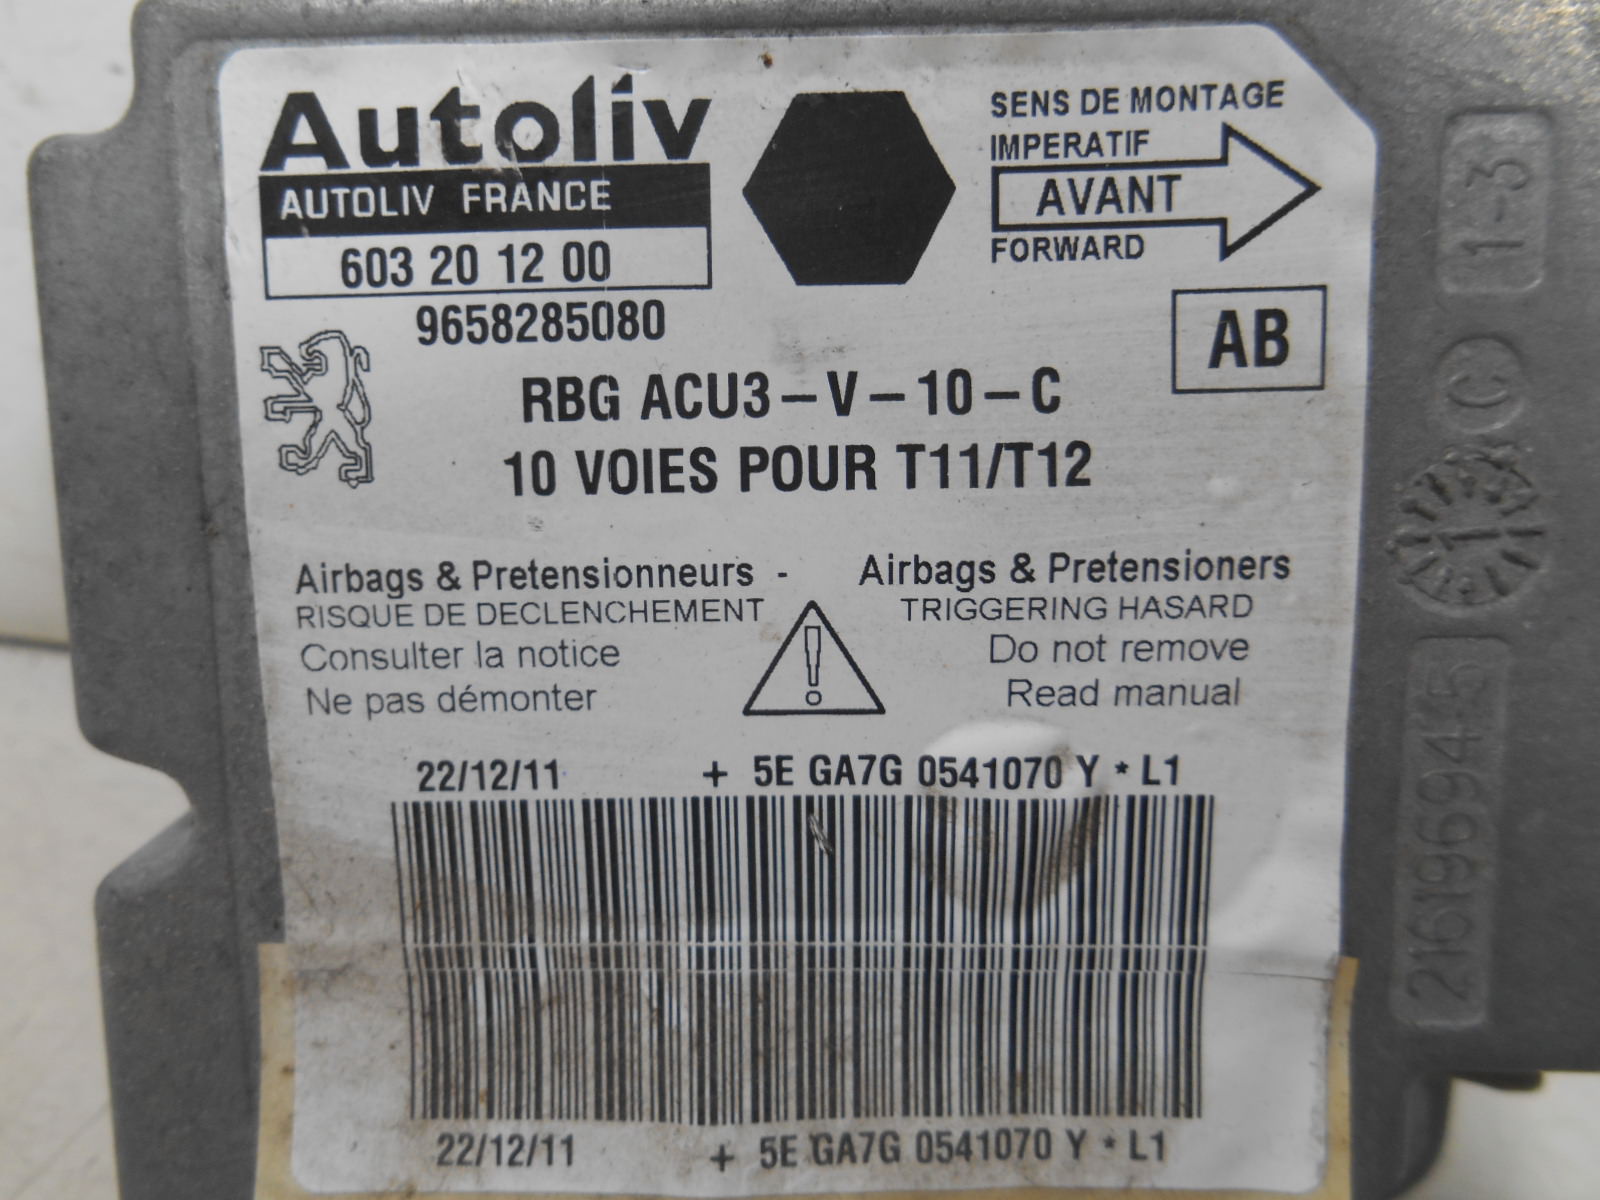 Autoliv
AUTOLIV FRANCE
603 20 12 00
9658285080
SENS DE MONTAGE
IMPERATIF
AVANT
FORWARD
AB
RBG ACU3-V-10-C
10 VOIES POUR T11/T12
Airbags & Pretensionneurs -
RISQUE DE DECLENCHEMENT
Consulter la notice
Ne pas démonter
Airbags & Pretensioners
TRIGGERING HASARD
Do not remove
Read manual
22/12/11 + 5E GA7G 0541070 Y * L1
22/12/11 + 5E GA7G 0541070 Y * L1
1-3
C
21619694-5